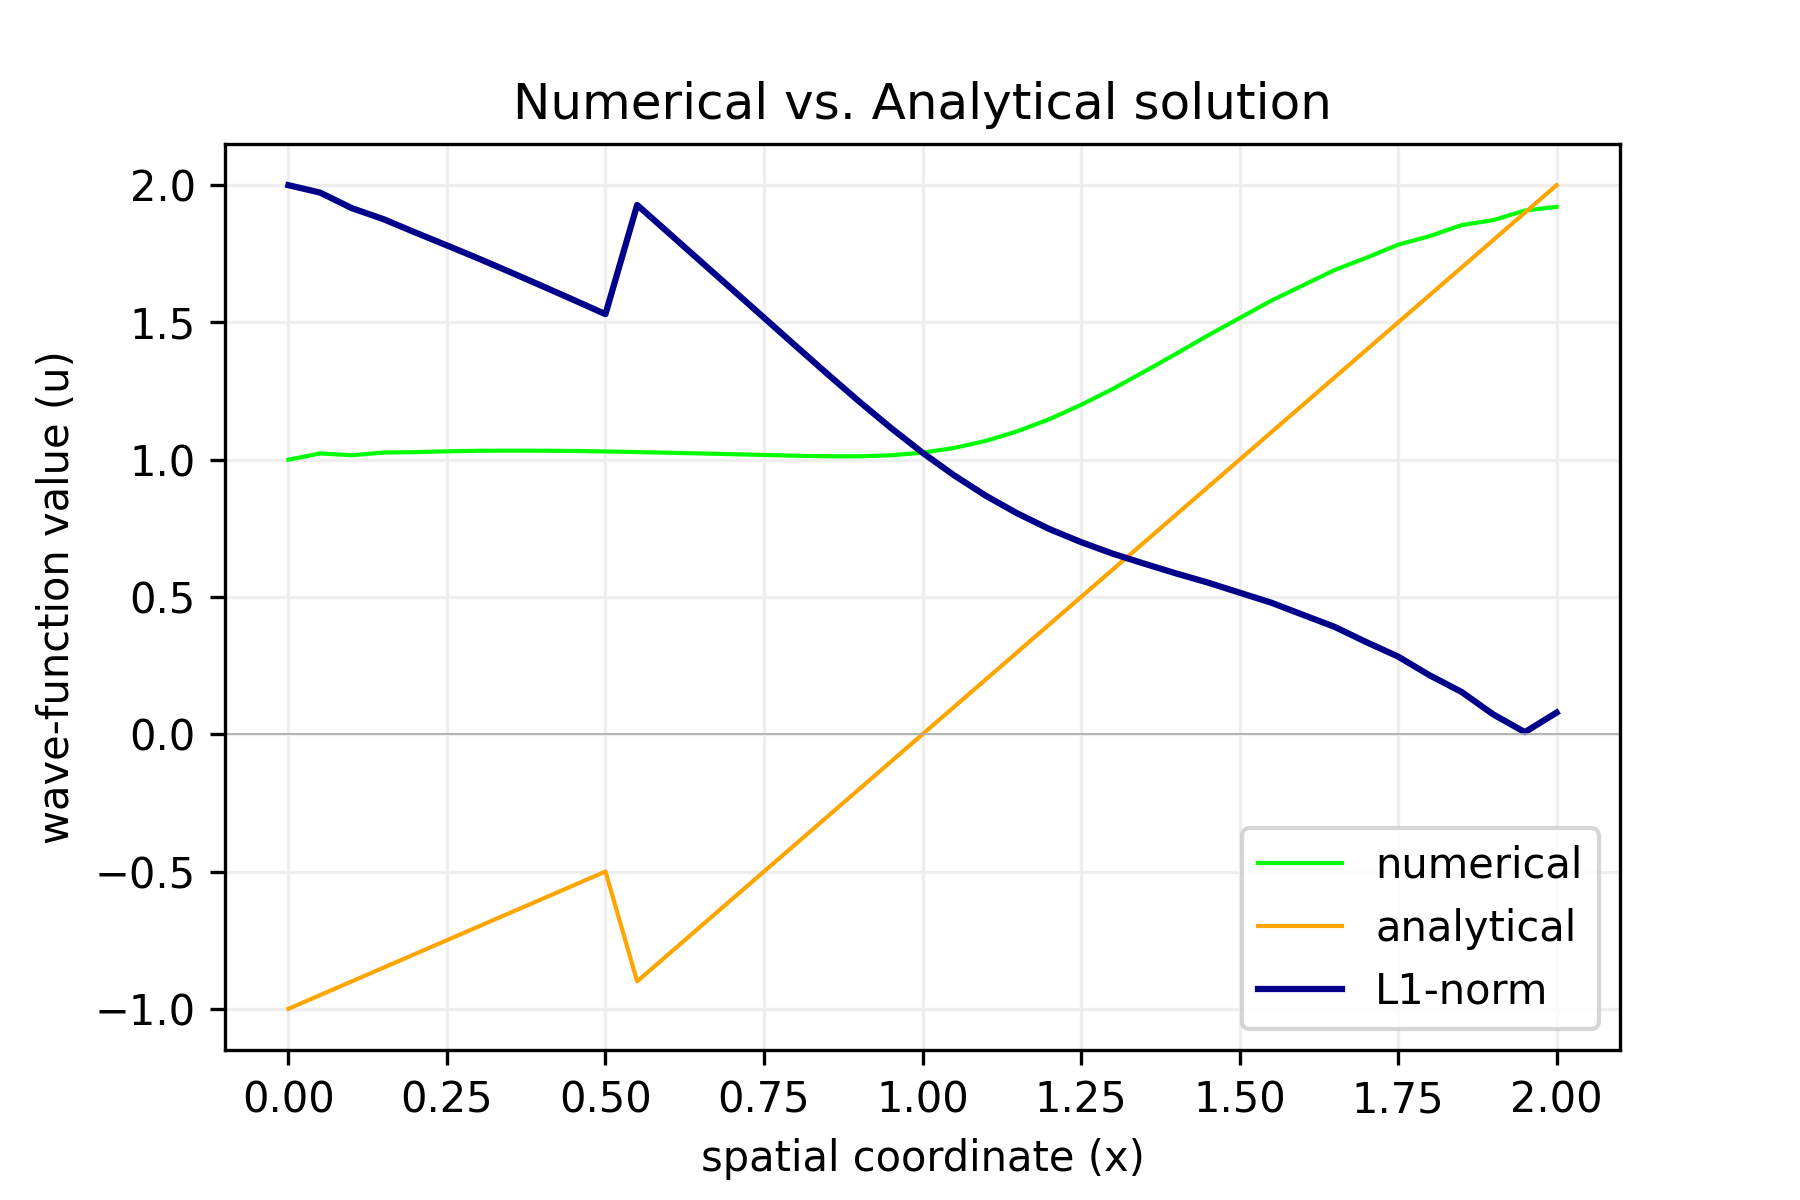 Numerical vs. Analytical solution
wave-function value (u)
2.0
1.5
1.0
0.5
0.0
−0.5
−1.0
numerical
analytical
L1-norm
0.00 0.25 0.50 0.75 1.00 1.25 1.50 1.75 2.00
spatial coordinate (x)